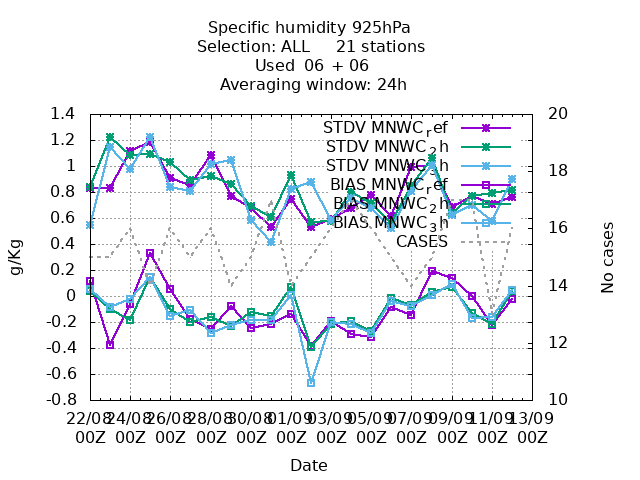 Specific humidity 925hPa
Selection: ALL 21 stations
Used 06 + 06
Averaging window: 24h
1.4
1.2
1
0.8
0.6
0.4
0.2
0
-0.2
-0.4
-0.6
-0.8
g/Kg
20
18
16
14
12
10
No cases
STDV MNWC_ref
STDV MNWC_2h
STDV MNWC_3h
BIAS MNWC_ref
BIAS MNWC_2h
BIAS MNWC_3h
CASES
22/08 24/08 26/08 28/08 30/08 01/09 03/09 05/09 07/09 09/09 11/09 13/09
00Z 00Z 00Z 00Z 00Z 00Z 00Z 00Z 00Z 00Z 00Z 00Z
Date